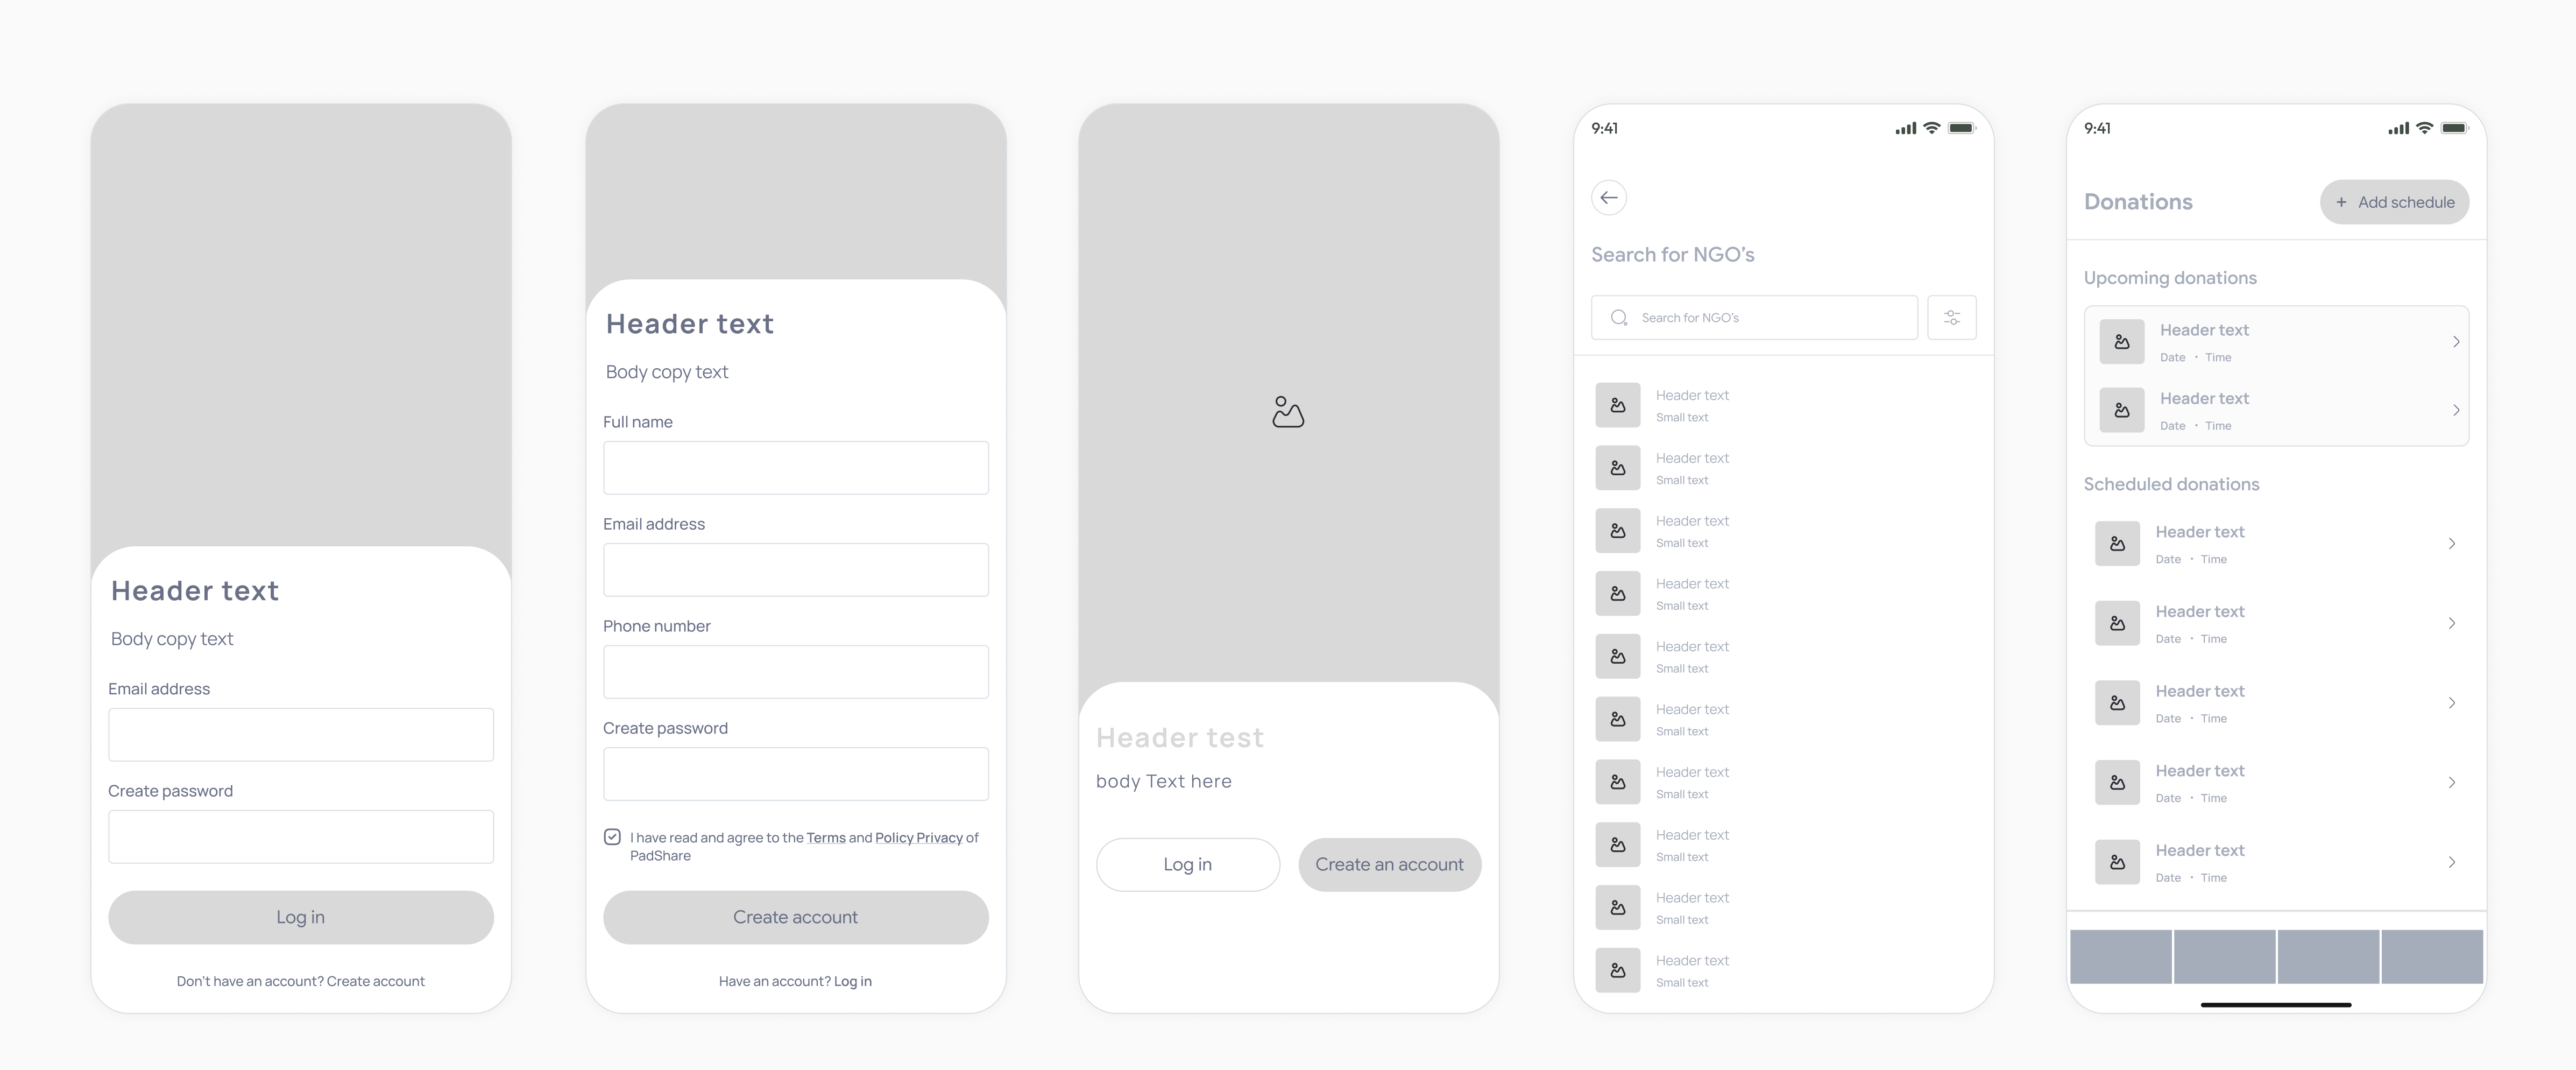 Header text
Body copy text
Email address
Create password
Log in
Don't have an account? Create account
Header text
Body copy text
Full name
Email address
Phone number
Create password
I have read and agree to the Terms and Policy Privacy of
PadShare
Create account
Have an account? Log in
Header test
body Text here
Log in
Create an account
9:41
Search for NGO's
Search for NGO's
Header text
Small text
Header text
Small text
Header text
Small text
Header text
Small text
Header text
Small text
Header text
Small text
Header text
Small text
Header text
Small text
Header text
Small text
Header text
Small text
9:41
Donations
+ Add schedule
Upcoming donations
Header text
Date • Time
Header text
Date • Time
Scheduled donations
Header text
Date • Time
Header text
Date • Time
Header text
Date • Time
Header text
Date • Time
Header text
Date • Time